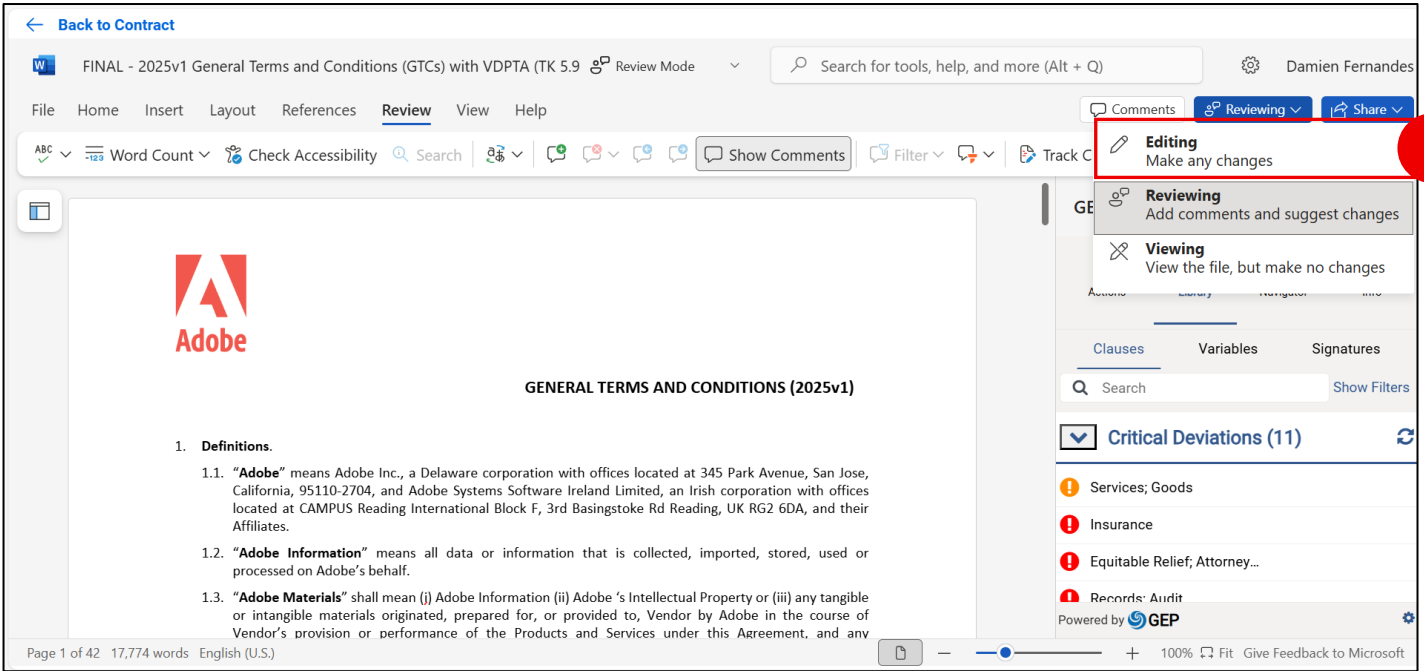 Back to Contract
FINAL - 2025v1 General Terms and Conditions (GTCs) with VDPTA (TK 5.9 Review Mode
Search for tools, help, and more (Alt + Q)
Damien Fernandes
File Home Insert Layout References Review View Help
Comments Reviewing Share
ABC 123 Word Count Check Accessibility Search Show Comments Filter Track C
Editing
Make any changes
Reviewing
Add comments and suggest changes
Viewing
View the file, but make no changes
GE
Actions Library Navigator Info
Clauses Variables Signatures
Search Show Filters
Critical Deviations (11)
Services; Goods
Insurance
Equitable Relief; Attorney...
Records; Audit
Powered by GEP
Adobe
GENERAL TERMS AND CONDITIONS (2025v1)
1. Definitions.
1.1. “Adobe” means Adobe Inc., a Delaware corporation with offices located at 345 Park Avenue, San Jose,
California, 95110-2704, and Adobe Systems Software Ireland Limited, an Irish corporation with offices
located at CAMPUS Reading International Block F, 3rd Basingstoke Rd Reading, UK RG2 6DA, and their
Affiliates.
1.2. “Adobe Information” means all data or information that is collected, imported, stored, used or
processed on Adobe’s behalf.
1.3. “Adobe Materials” shall mean (j) Adobe Information (ii) Adobe ‘s Intellectual Property or (iii) any tangible
or intangible materials originated, prepared for, or provided to, Vendor by Adobe in the course of
Vendor’s provision or performance of the Products and Services under this Agreement, and any
Page 1 of 42 17,774 words English (U.S.)
100% Fit Give Feedback to Microsoft